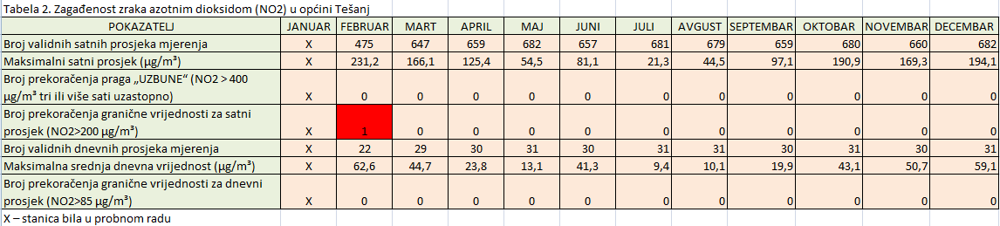 Tabela 2. Zagađenost zraka azotnim dioksidom (NO2) u općini Tešanj
POKAZATELJ JANUAR FEBRUAR MART APRIL MAJ JUNI JULI AVGUST SEPTEMBAR OKTOBAR NOVEMBAR DECEMBAR
Broj validnih satnih prosjeka mjerenja X 475 647 659 682 657 681 679 659 680 660 682
Maksimalni satni prosjek (µg/m³) X 231,2 166,1 125,4 54,5 81,1 21,3 44,5 97,1 190,9 169,3 194,1
Broj prekoračenja praga „UZBUNE“ (NO2 > 400
µg/m³ tri ili više sati uzastopno) X 0 0 0 0 0 0 0 0 0 0 0
Broj prekoračenja granične vrijednosti za satni
prosjek (NO2>200 µg/m³) X 1 0 0 0 0 0 0 0 0 0 0
Broj validnih dnevnih prosjeka mjerenja X 22 29 30 31 30 31 31 30 31 30 31
Maksimalna srednja dnevna vrijednost (µg/m³) X 62,6 44,7 23,8 13,1 41,3 9,4 10,1 19,9 43,1 50,7 59,1
Broj prekoračenja granične vrijednosti za dnevni
prosjek (NO2>85 µg/m³) X 0 0 0 0 0 0 0 0 0 0 0
X – stanica bila u probnom radu